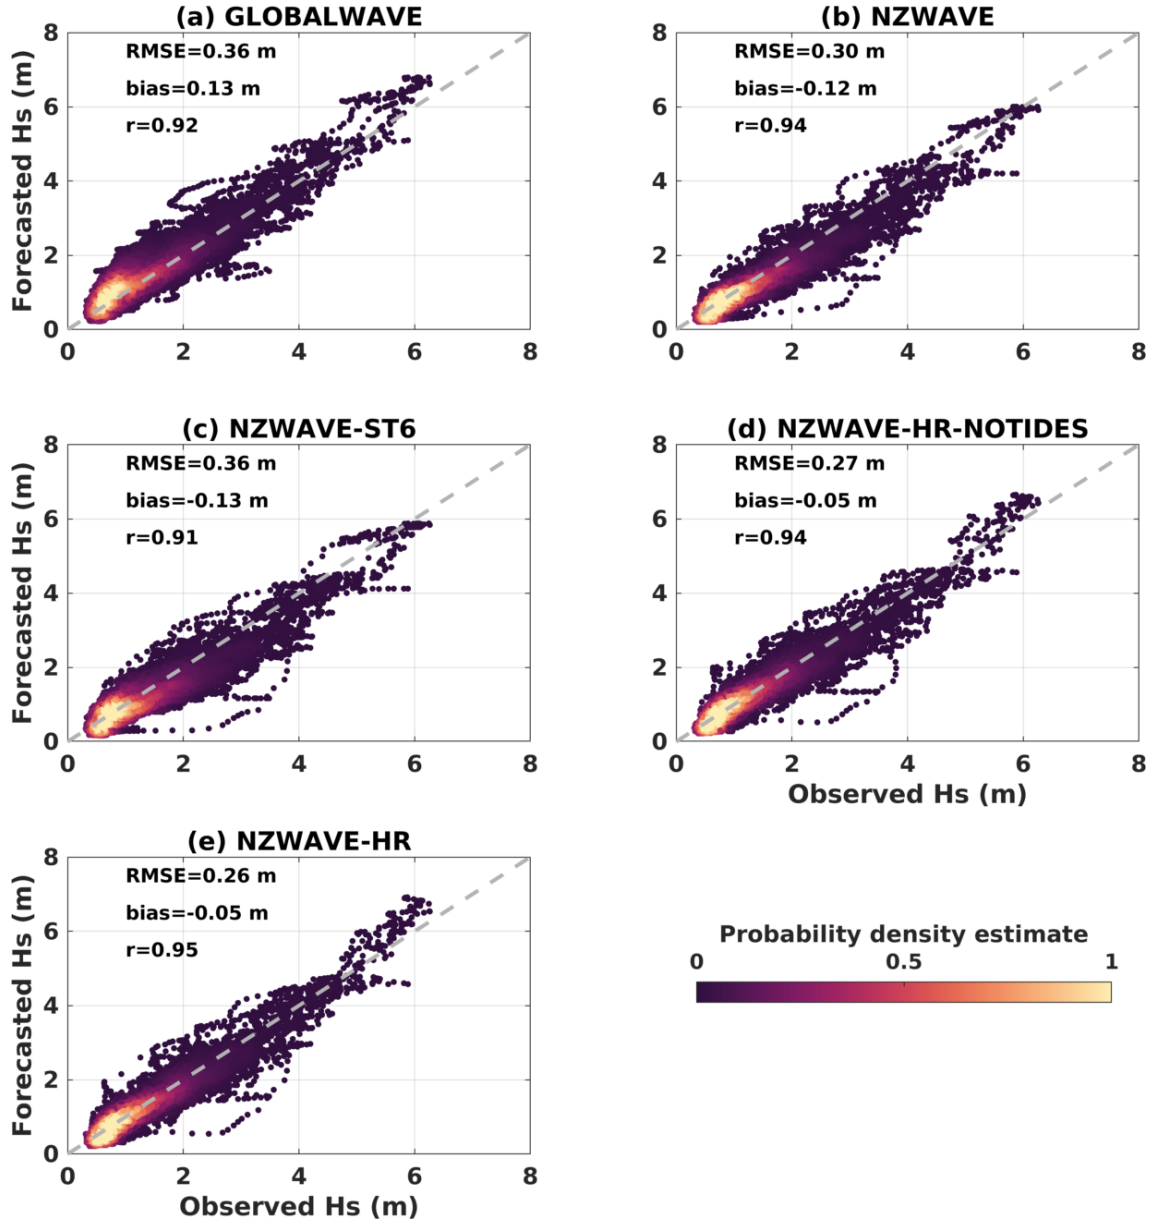 (a) GLOBALWAVE
RMSE=0.36 m
bias=0.13 m
r=0.92
Forecasted Hs (m)
8
6
4
2
0
0 2 4 6 8
(b) NZWAVE
RMSE=0.30 m
bias=-0.12 m
r=0.94
8
6
4
2
0
0 2 4 6 8
(c) NZWAVE-ST6
RMSE=0.36 m
bias=-0.13 m
r=0.91
Forecasted Hs (m)
8
6
4
2
0
0 2 4 6 8
(d) NZWAVE-HR-NOTIDES
RMSE=0.27 m
bias=-0.05 m
r=0.94
8
6
4
2
0
0 2 4 6 8
Observed Hs (m)
(e) NZWAVE-HR
RMSE=0.26 m
bias=-0.05 m
r=0.95
Forecasted Hs (m)
8
6
4
2
0
0 2 4 6 8
Observed Hs (m)
Probability density estimate
0 0.5 1